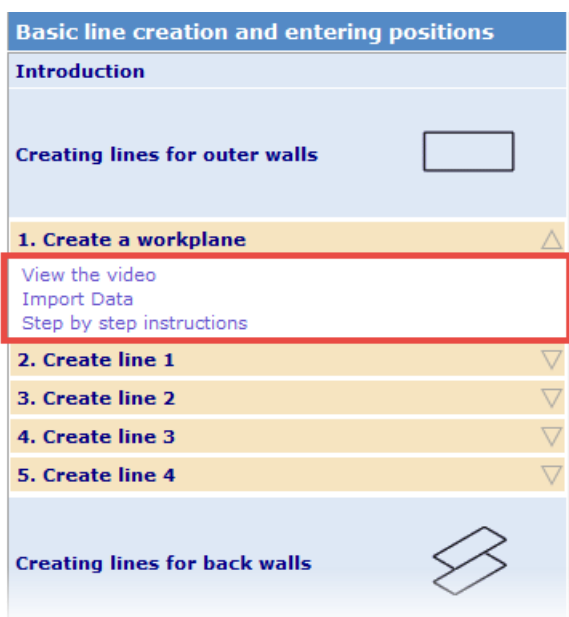 Basic line creation and entering positions
Introduction
Creating lines for outer walls
1. Create a workplane
View the video
Import Data
Step by step instructions
2. Create line 1
3. Create line 2
4. Create line 3
5. Create line 4
Creating lines for back walls